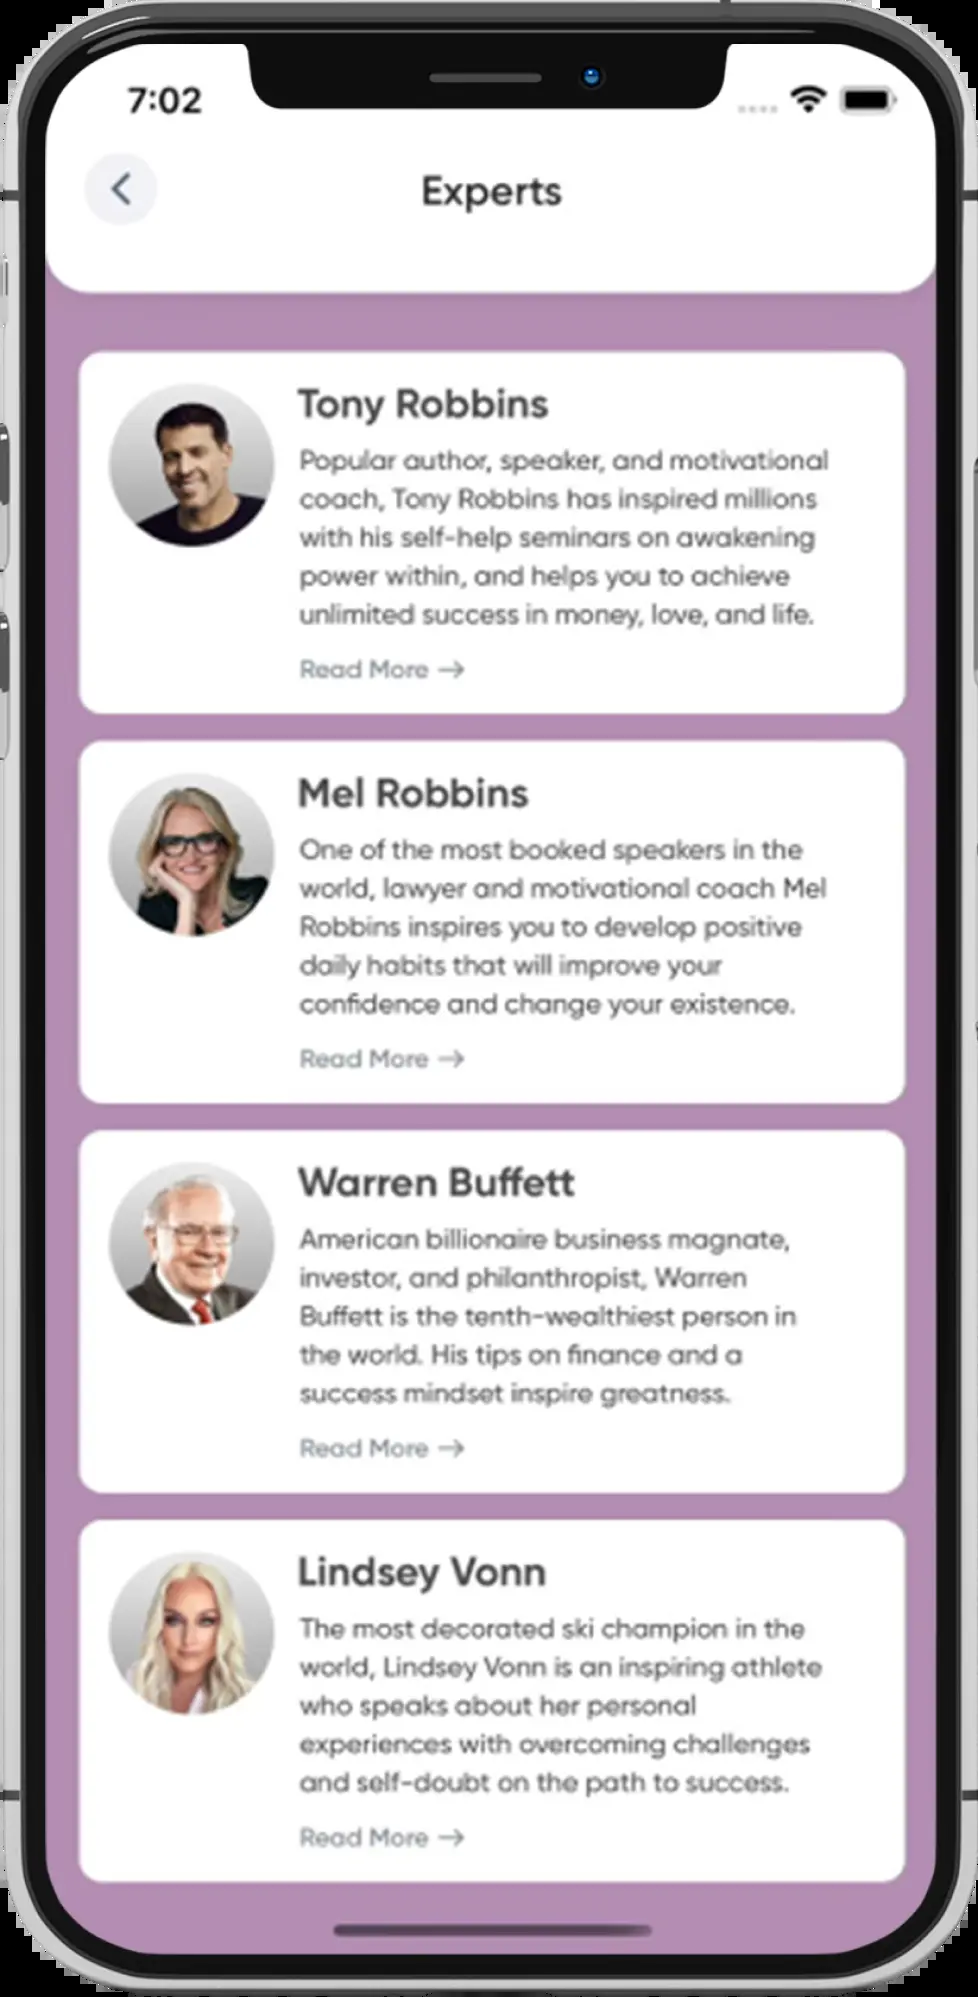 7:02
Experts
Tony Robbins
Popular author, speaker, and motivational
coach, Tony Robbins has inspired millions
with his self-help seminars on awakening
power within, and helps you to achieve
unlimited success in money, love, and life.
Read More →
Mel Robbins
One of the most booked speakers in the
world, lawyer and motivational coach Mel
Robbins inspires you to develop positive
daily habits that will improve your
confidence and change your existence.
Read More →
Warren Buffett
American billionaire business magnate,
investor, and philanthropist, Warren
Buffett is the tenth-wealthiest person in
the world. His tips on finance and a
success mindset inspire greatness.
Read More →
Lindsey Vonn
The most decorated ski champion in the
world, Lindsey Vonn is an inspiring athlete
who speaks about her personal
experiences with overcoming challenges
and self-doubt on the path to success.
Read More →